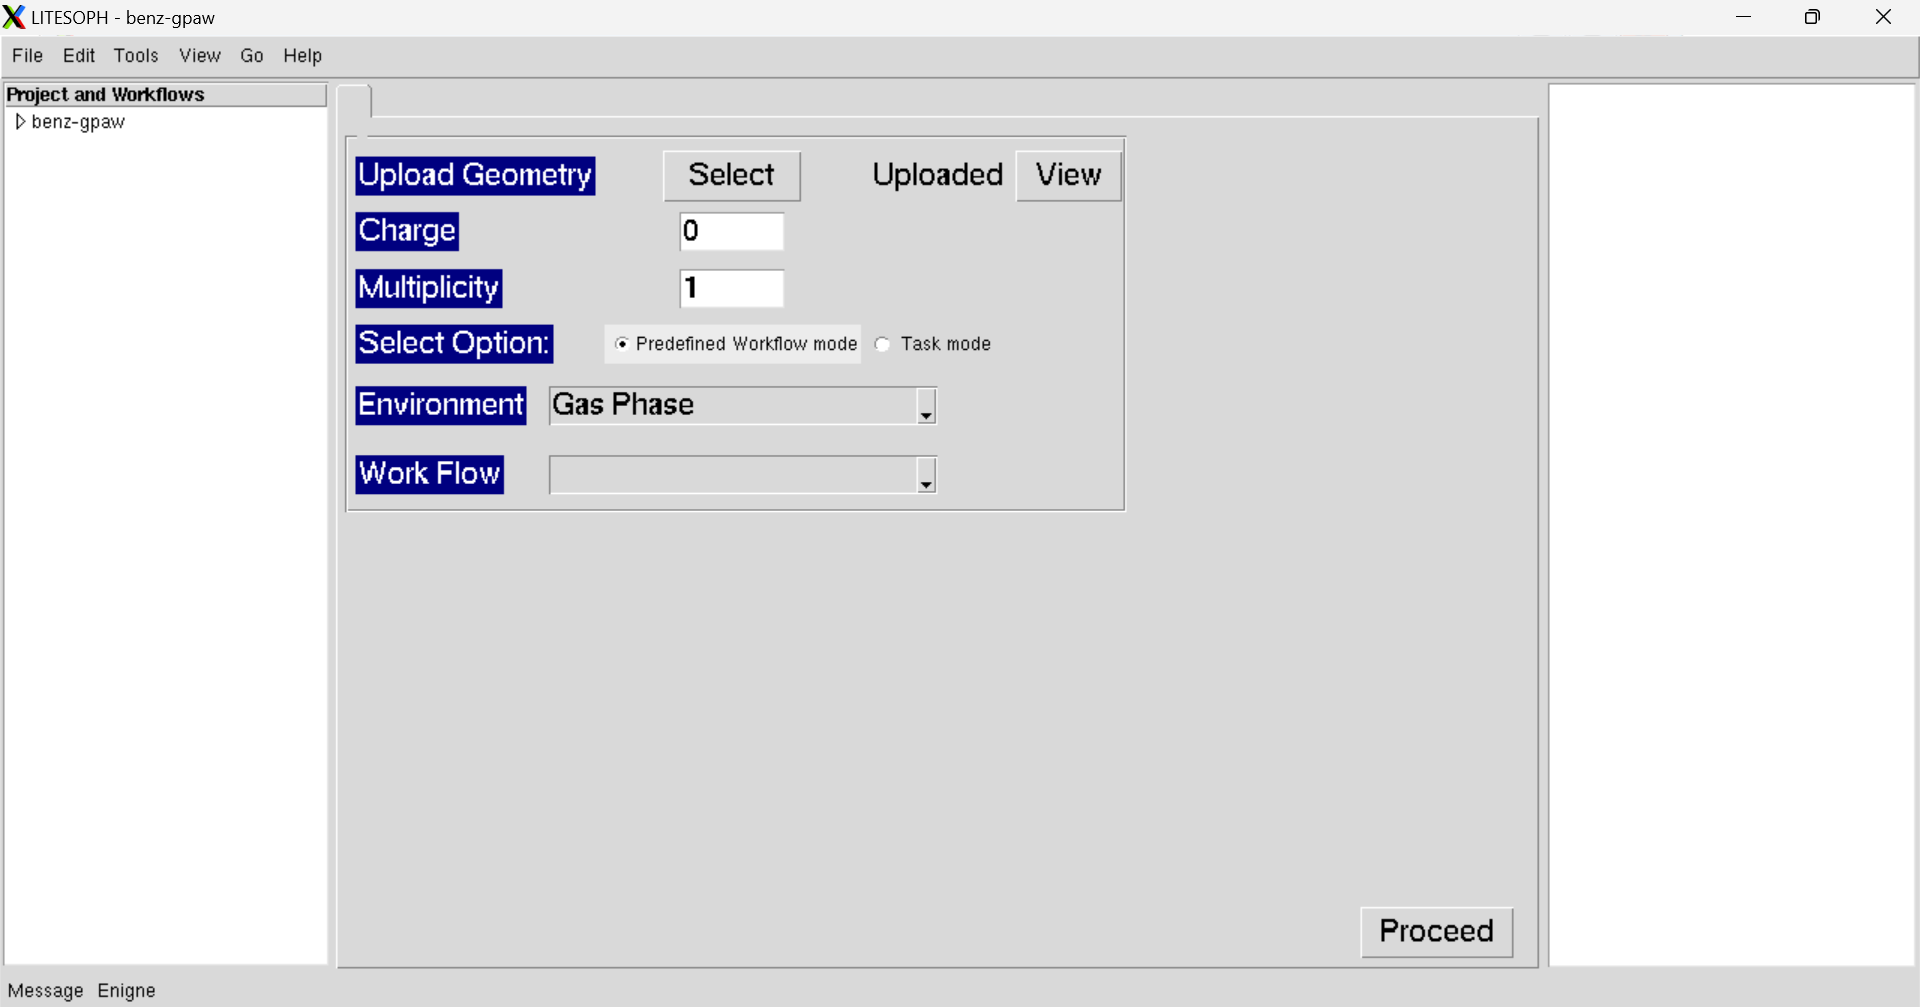 LITESOPH - benz-gpaw
File Edit Tools View Go Help
Project and Workflows
benz-gpaw
Upload Geometry Select Uploaded View
Charge 0
Multiplicity 1
Select Option: Predefined Workflow mode Task mode
Environment Gas Phase
Work Flow
Proceed
Message Enigne